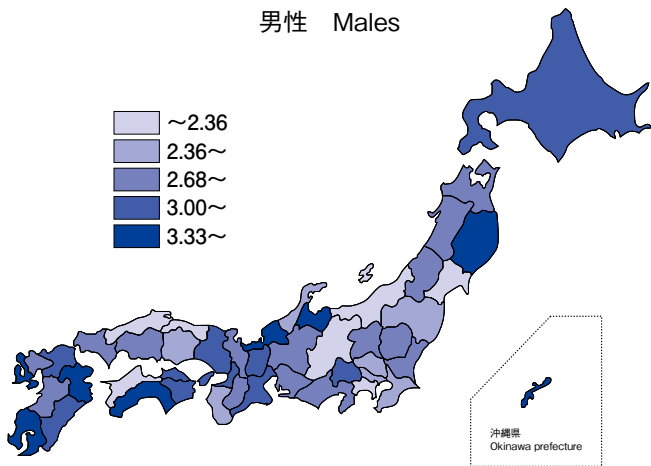 男性 Males
～2.36
2.36～
2.68～
3.00～
3.33～
沖縄県
Okinawa prefecture